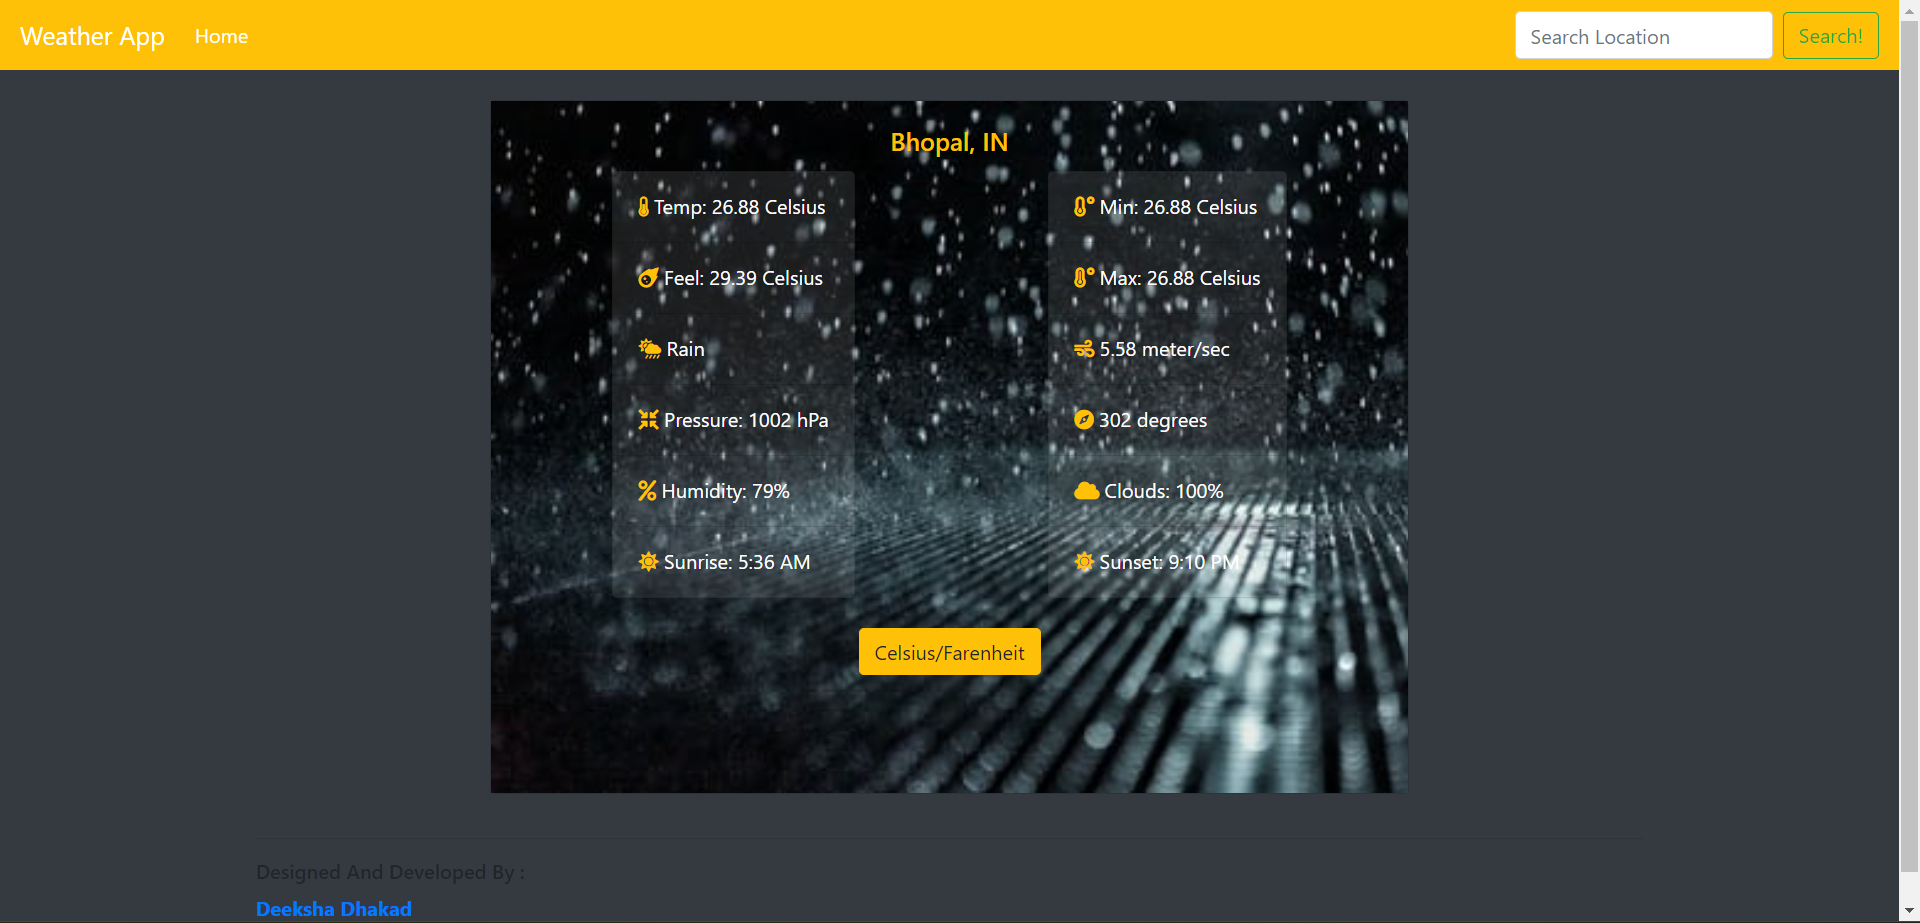 Weather App Home Search Location Search!
Bhopal, IN
Temp: 26.88 Celsius
Feel: 29.39 Celsius
Rain
Pressure: 1002 hPa
Humidity: 79%
Sunrise: 5:36 AM
Min: 26.88 Celsius
Max: 26.88 Celsius
5.58 meter/sec
302 degrees
Clouds: 100%
Sunset: 9:10 PM
Celsius/Farenheit
Designed And Developed By :
Deeksha Dhakad